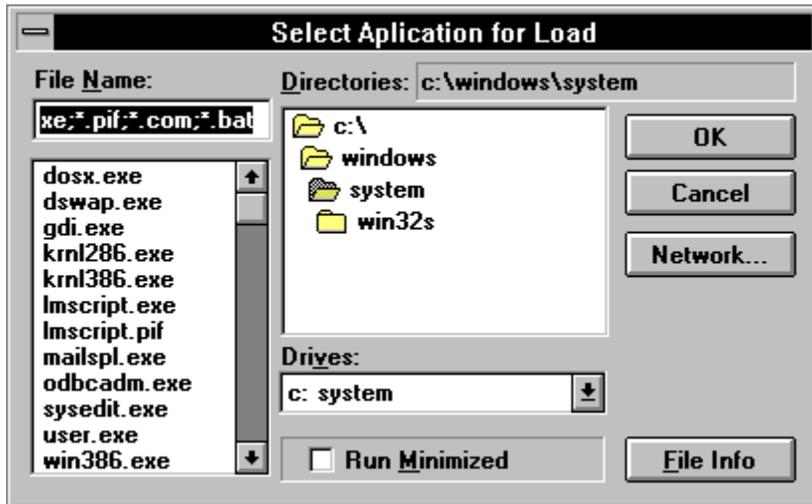 Select Aplication for Load
File Name:
xe;*.pif;*.com;*.bat
dosx.exe
dswap.exe
gdi.exe
krnl286.exe
krnl386.exe
lmscript.exe
lmscript.pif
mailspl.exe
odbcadm.exe
sysedit.exe
user.exe
win386.exe
Directories: c:\windows\system
c:\
windows
system
win32s
Drives:
c: system
Run Minimized
OK
Cancel
Network...
File Info